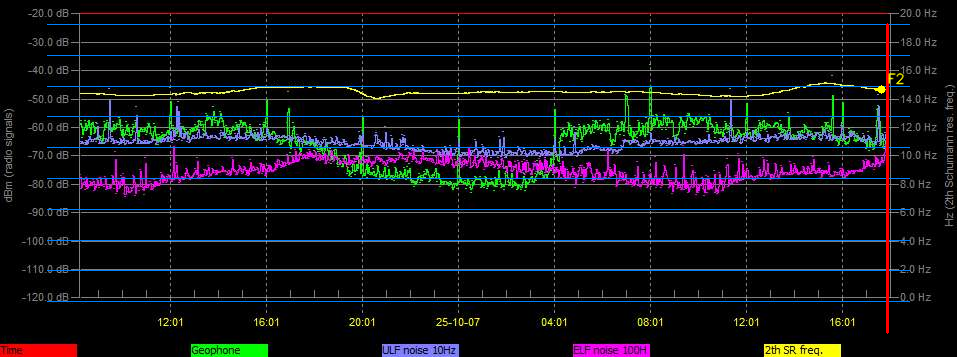 -20.0 dB
20.0 Hz
-30.0 dB
18.0 Hz
-40.0 dB
16.0 Hz
F2
-50.0 dB
14.0 Hz
-60.0 dB
12.0 Hz
-70.0 dB
10.0 Hz
-80.0 dB
8.0 Hz
-90.0 dB
6.0 Hz
-100.0 dB
4.0 Hz
-110.0 dB
2.0 Hz
-120.0 dB
0.0 Hz
dBm (radio signals)
Hz (2th Schumann res. freq.)
12:01 16:01 20:01 25-10-07 04:01 08:01 12:01 16:01
Time Geophone ULF noise 10Hz ELF noise 100H 2th SR freq.